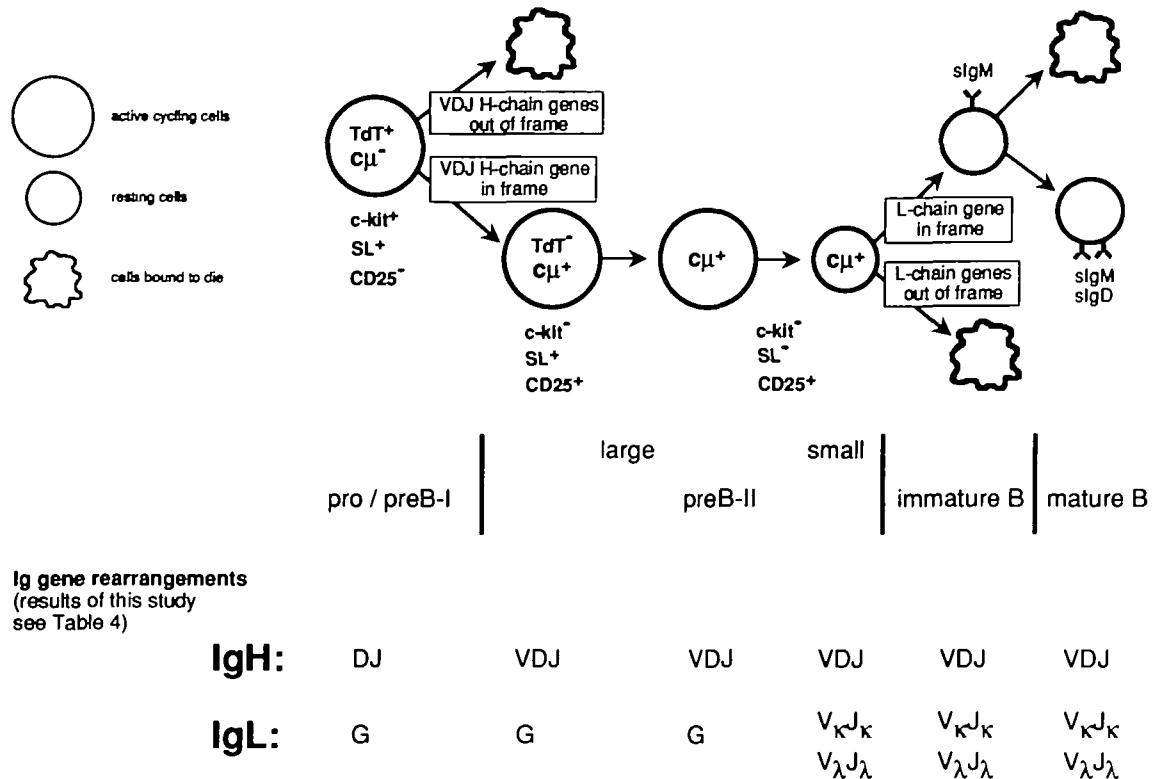 active cycling cells
resting cells
cells bound to die
TdT+
cμ-
c-kit+
SL+
CD25-
VDJ H-chain genes
out of frame
VDJ H-chain gene
in frame
TdT-
cμ+
c-kit-
SL+
CD25+
cμ+
c-kit-
SL-
CD25+
cμ+
L-chain gene
in frame
L-chain genes
out of frame
sIgM
sIgM
sIgD
large
small
pro / preB-I
preB-II
immature B
mature B
Ig gene rearrangements
(results of this study
see Table 4)
IgH: DJ VDJ VDJ VDJ VDJ VDJ
IgL: G G G VκJκ VκJκ VκJκ
VλJλ VλJλ VλJλ